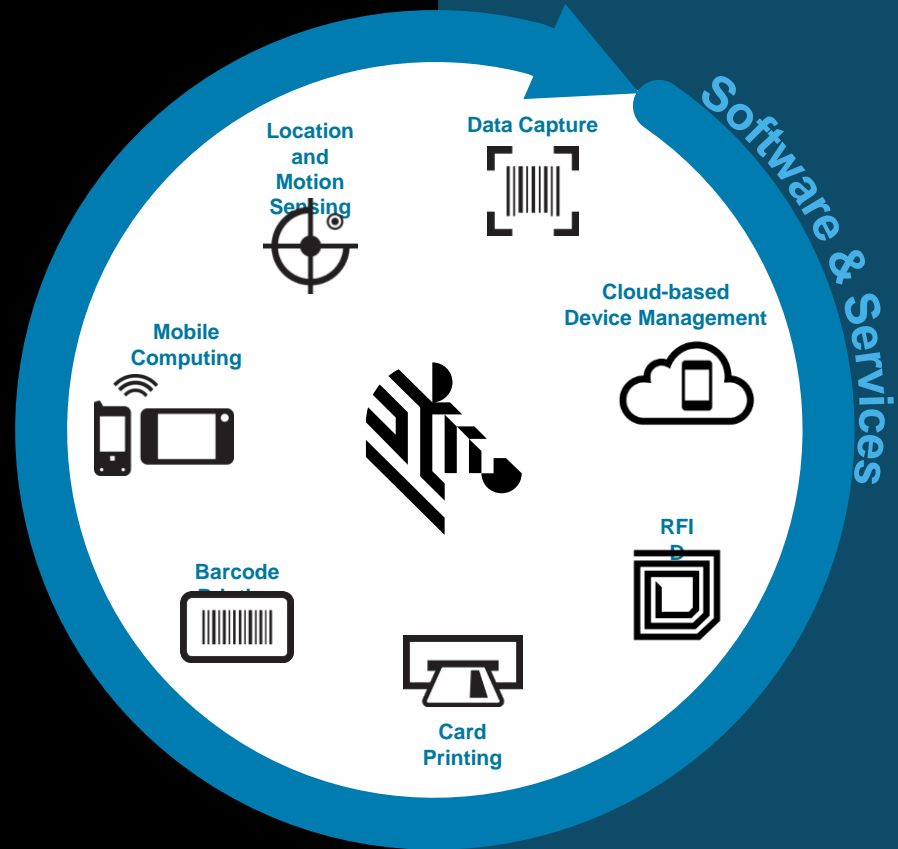 Software & Services
Data Capture
Location
and
Motion
Sensing
Cloud-based
Device Management
Mobile
Computing
RFI
D
Barcode
Card
Printing